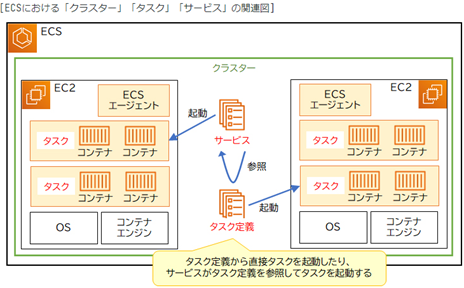 [ECSにおける「クラスター」「タスク」「サービス」の関連図]
ECS
クラスター
EC2
ECS
エージェント
タスク
コンテナ
コンテナ
タスク
コンテナ
コンテナ
OS
コンテナ
エンジン
起動
サービス
参照
起動
タスク定義
EC2
ECS
エージェント
タスク
コンテナ
コンテナ
タスク
コンテナ
コンテナ
OS
コンテナ
エンジン
タスク定義から直接タスクを起動したり、
サービスがタスク定義を参照してタスクを起動する